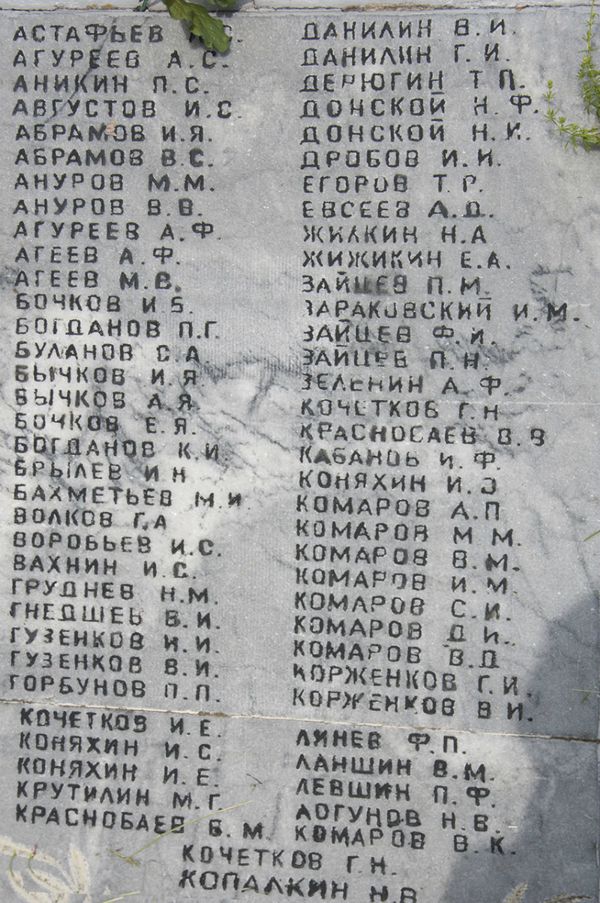 АСТАФЬЕВ С.
АГУРЕЕВ А.С.
АНИКИН П.С.
АВГУСТОВ И.С.
АБРАМОВ И.Я.
АБРАМОВ В.С.
АНУРОВ М.М.
АНУРОВ В.В.
АГУРЕЕВ А.Ф.
АГЕЕВ А.Ф.
АГЕЕВ М.В.
БОЧКОВ И.Б.
БОГДАНОВ П.Г.
БУЛАНОВ С.А
БЫЧКОВ И.Я
БЫЧКОВ А.Я
БОЧКОВ Е.Я.
БОГДАНОВ К.И.
БРЫЛЕВ И.Н
БАХМЕТЬЕВ М.И
ВОЛКОВ Г.А
ВОРОБЬЕВ И.С.
ВАХНИН И.С.
ГРУДНЕВ Н.М.
ГНЕДШЕВ В.И.
ГУЗЕНКОВ И.И.
ГУЗЕНКОВ В.И.
ГОРБУНОВ П.П.
КОЧЕТКОВ И.Е.
КОНЯХИН И.С.
КОНЯХИН И.Е.
КРУТИЛИН М.Г.
КРАСНОБАЕВ Б.М.
ДАНИЛИН В.И.
ДАНИЛИН Г.И.
ДЕРЮГИН Т.П.
ДОНСКОЙ Н.Ф.
ДОНСКОЙ Н.И.
ДРОБОВ И.И.
ЕГОРОВ Т.Р.
ЕВСЕЕВ А.Д.
ЖИЛКИН Н.А
ЖИЖИКИН Е.А.
ЗАЙЦЕВ П.М.
ЗАРАКОВСКИЙ И.М.
ЗАЙЦЕВ Ф.И.
ЗАЙЦЕВ П.Н.
ЗЕЛЕНИН А.Ф.
КОЧЕТКОВ Г.Н
КРАСНОБАЕВ В.В
КАБАНОВ И.Ф.
КОНЯХИН И.З
КОМАРОВ А.П
КОМАРОВ М.М.
КОМАРОВ В.М.
КОМАРОВ И.М.
КОМАРОВ С.И.
КОМАРОВ Д.И.
КОМАРОВ В.Д
КОРЖЕНКОВ Г.И.
КОРЖЕНКОВ В.И.
ЛИНЕВ Ф.П.
ЛАНШИН В.М.
ЛЕВШИН П.Ф.
ЛОГУНОВ Н.В.
КОМАРОВ В.К.
КОЧЕТКОВ Г.Н.
КОПАЛКИН Н.В